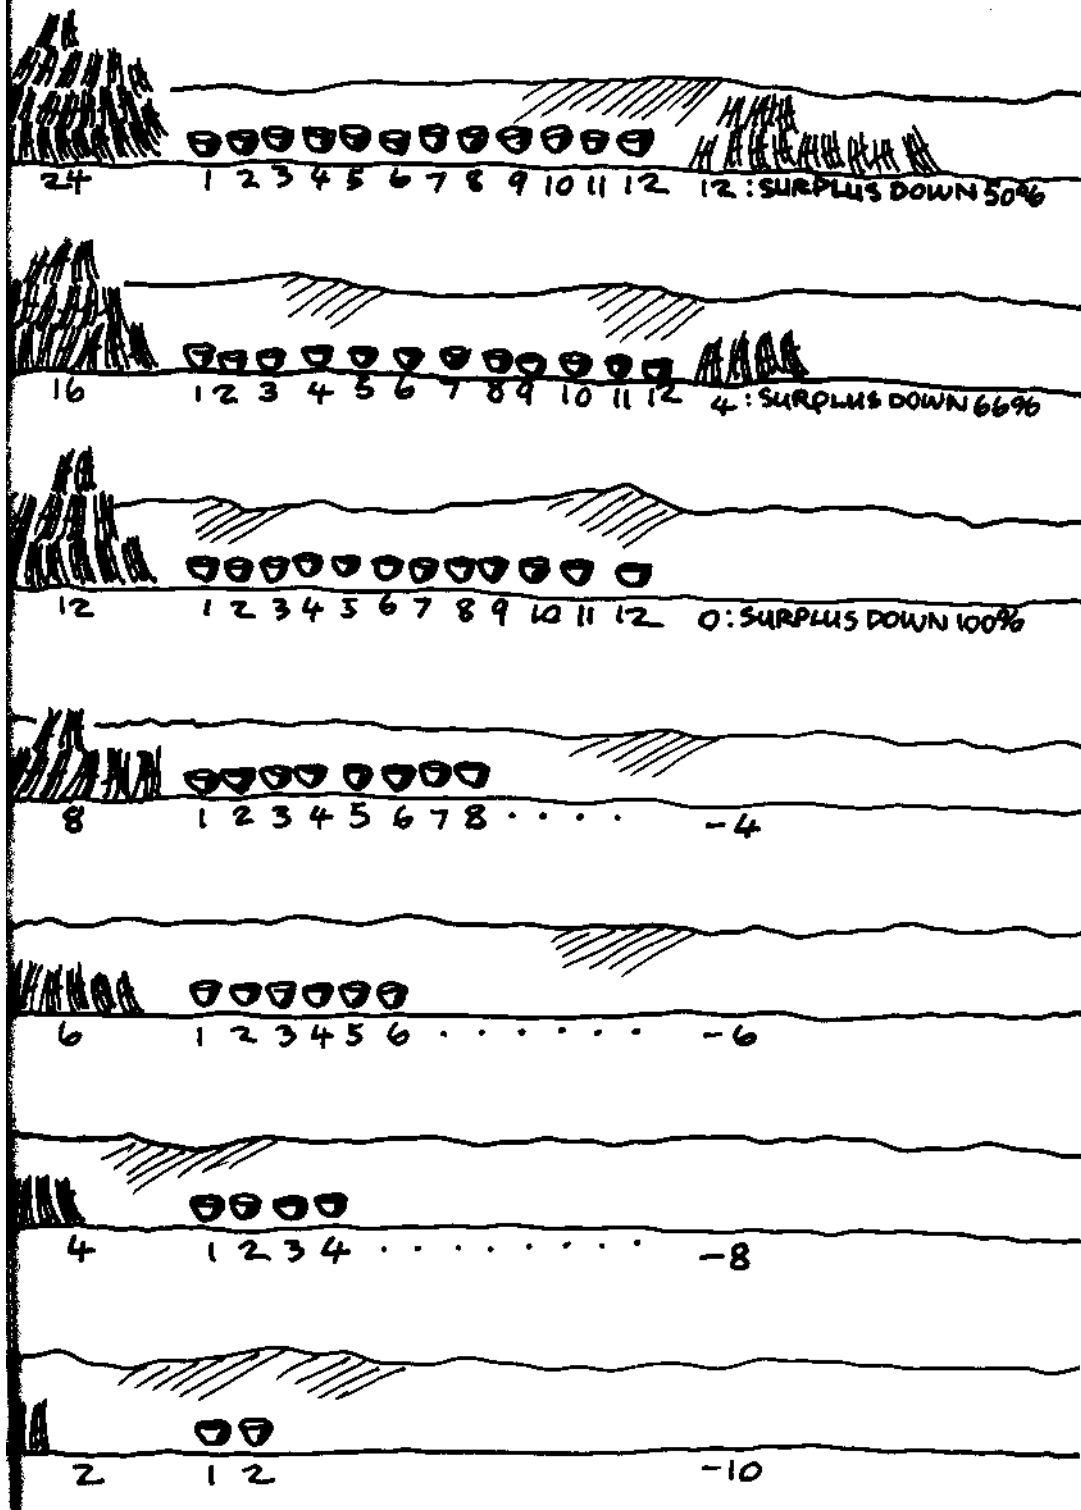 24 1 2 3 4 5 6 7 8 9 10 11 12 12: SURPLUS DOWN 50%
16 1 2 3 4 5 6 7 8 9 10 11 12 4: SURPLUS DOWN 66%
12 1 2 3 4 5 6 7 8 9 10 11 12 0: SURPLUS DOWN 100%
8 1 2 3 4 5 6 7 8 . . . . -4
6 1 2 3 4 5 6 . . . . . . -6
4 1 2 3 4 . . . . . . . . -8
2 1 2 -10